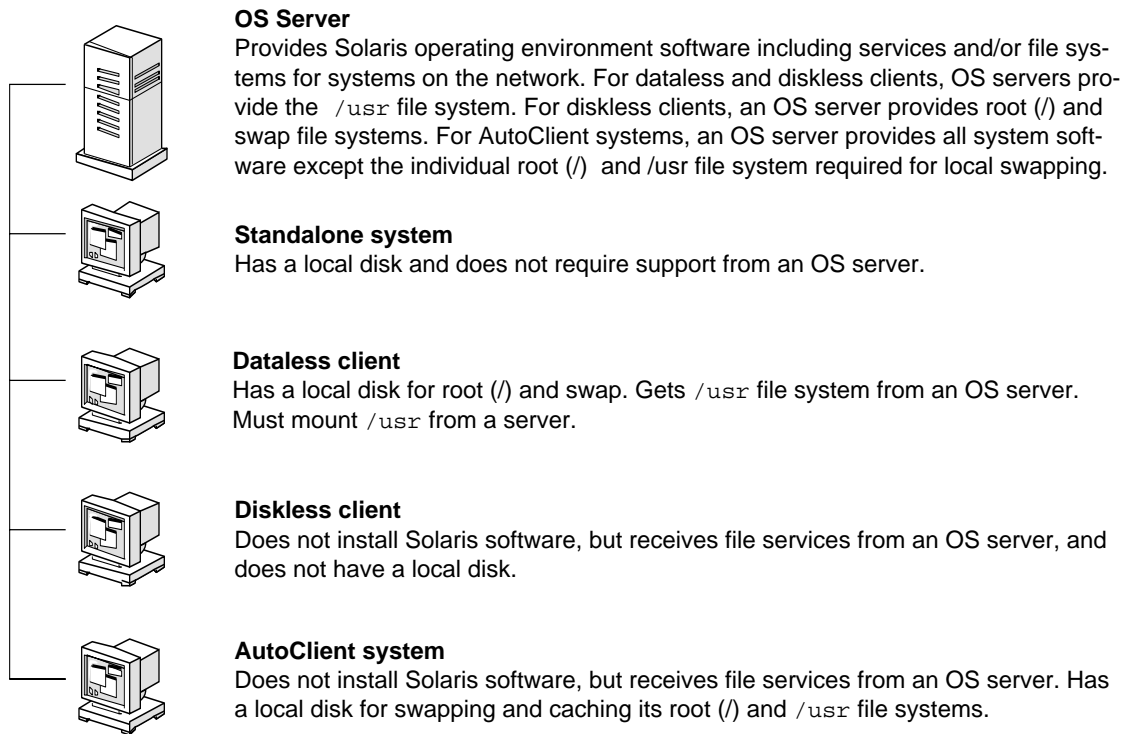 OS Server
Provides Solaris operating environment software including services and/or file sys-
tems for systems on the network. For dataless and diskless clients, OS servers pro-
vide the /usr file system. For diskless clients, an OS server provides root (/) and
swap file systems. For AutoClient systems, an OS server provides all system soft-
ware except the individual root (/) and /usr file system required for local swapping.
Standalone system
Has a local disk and does not require support from an OS server.
Dataless client
Has a local disk for root (/) and swap. Gets /usr file system from an OS server.
Must mount /usr from a server.
Diskless client
Does not install Solaris software, but receives file services from an OS server, and
does not have a local disk.
AutoClient system
Does not install Solaris software, but receives file services from an OS server. Has
a local disk for swapping and caching its root (/) and /usr file systems.